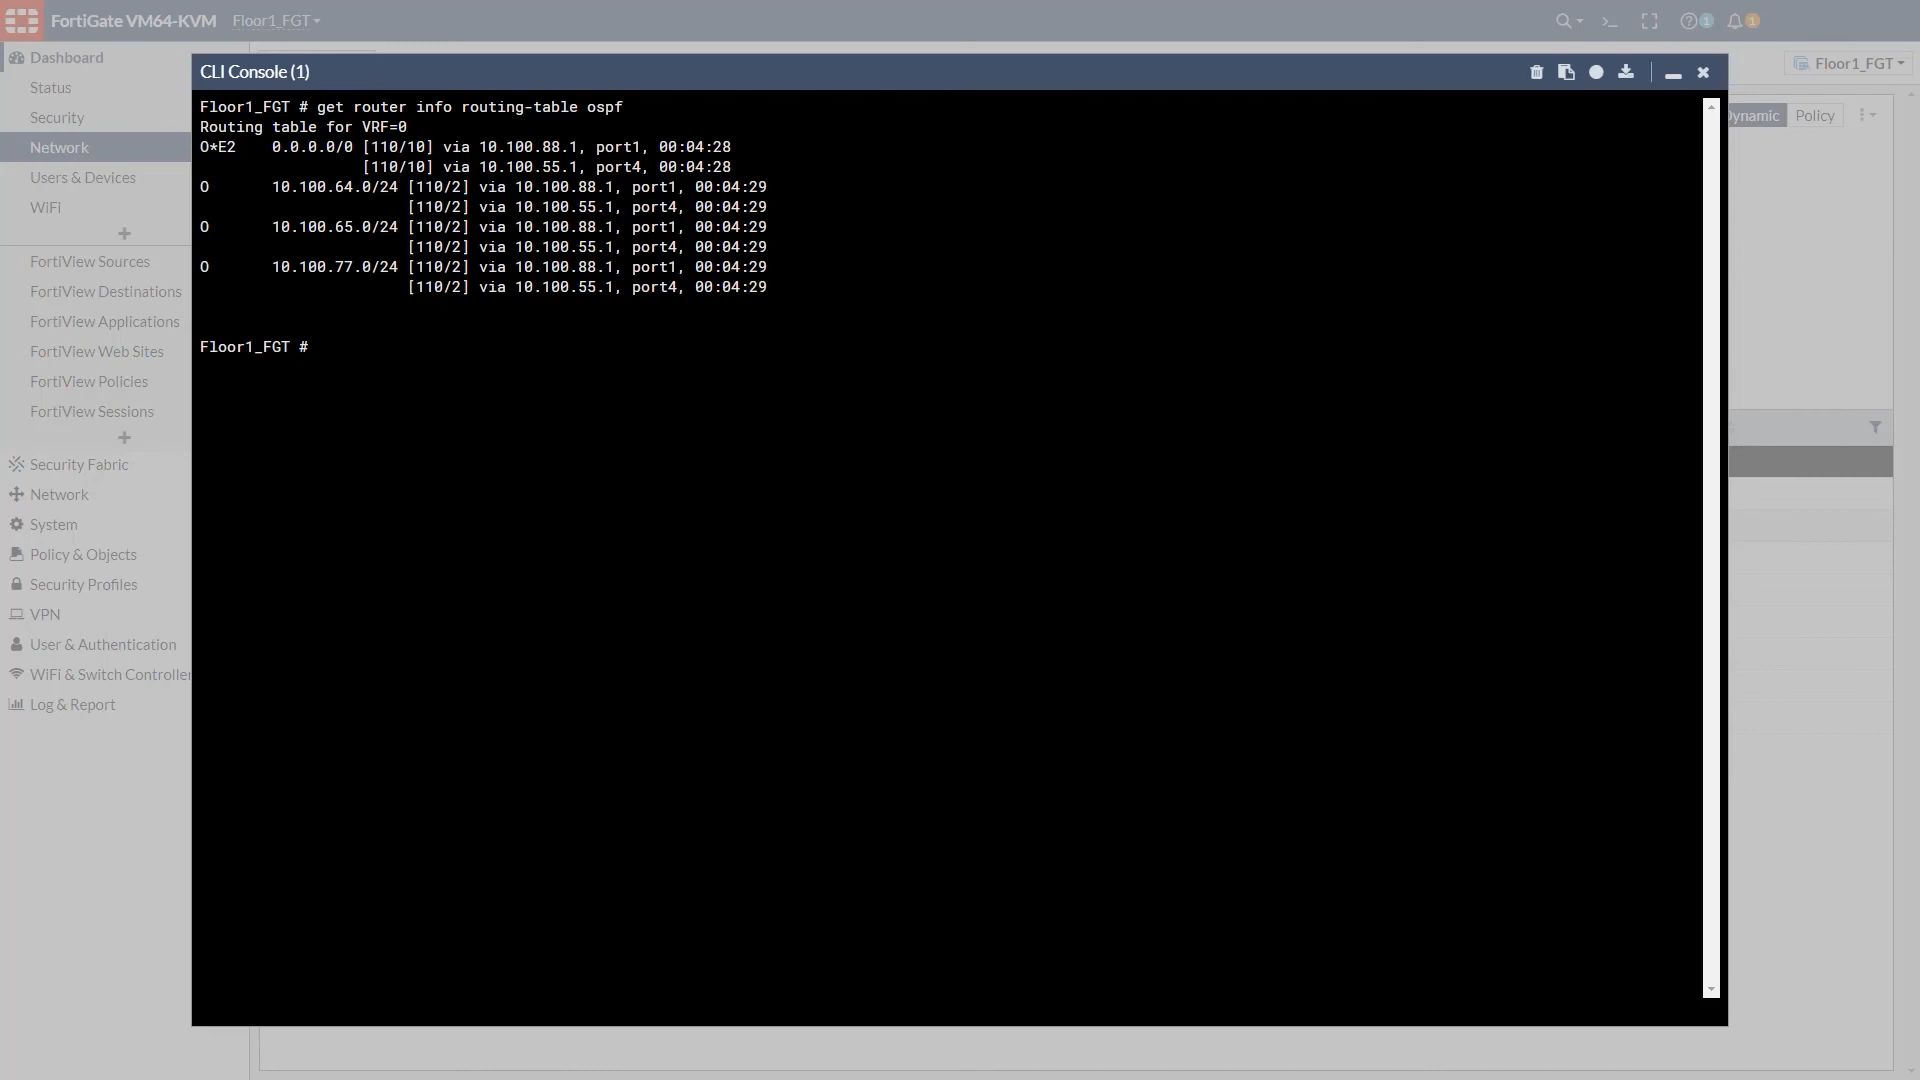 FortiGate VM64-KVM Floor1_FGT
1 1
Dashboard
Status
Security
Network
Users & Devices
WiFi
FortiView Sources
FortiView Destinations
FortiView Applications
FortiView Web Sites
FortiView Policies
FortiView Sessions
Security Fabric
Network
System
Policy & Objects
Security Profiles
VPN
User & Authentication
WiFi & Switch Controller
Log & Report
Floor1_FGT
Dynamic Policy
CLI Console (1)
Floor1_FGT # get router info routing-table ospf
Routing table for VRF=0
O*E2    0.0.0.0/0 [110/10] via 10.100.88.1, port1, 00:04:28
                  [110/10] via 10.100.55.1, port4, 00:04:28
O       10.100.64.0/24 [110/2] via 10.100.88.1, port1, 00:04:29
                       [110/2] via 10.100.55.1, port4, 00:04:29
O       10.100.65.0/24 [110/2] via 10.100.88.1, port1, 00:04:29
                       [110/2] via 10.100.55.1, port4, 00:04:29
O       10.100.77.0/24 [110/2] via 10.100.88.1, port1, 00:04:29
                       [110/2] via 10.100.55.1, port4, 00:04:29
Floor1_FGT #